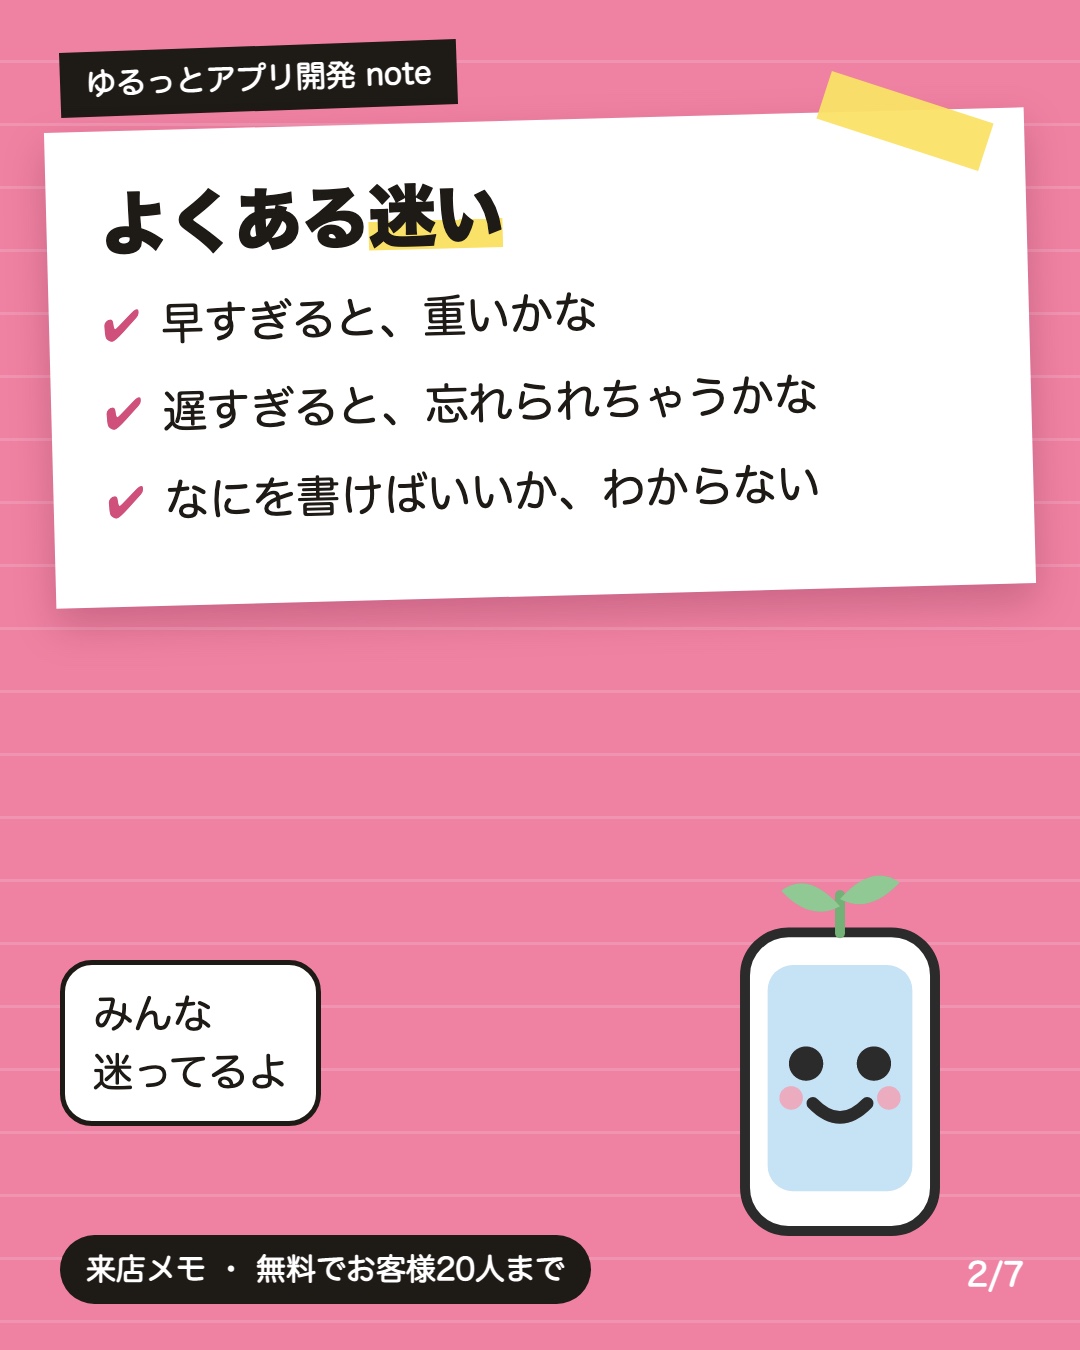 ゆるっとアプリ開発 note
よくある迷い
✔ 早すぎると、重いかな
✔ 遅すぎると、忘れられちゃうかな
✔ なにを書けばいいか、わからない
みんな
迷ってるよ
来店メモ ・ 無料でお客様20人まで
2/7